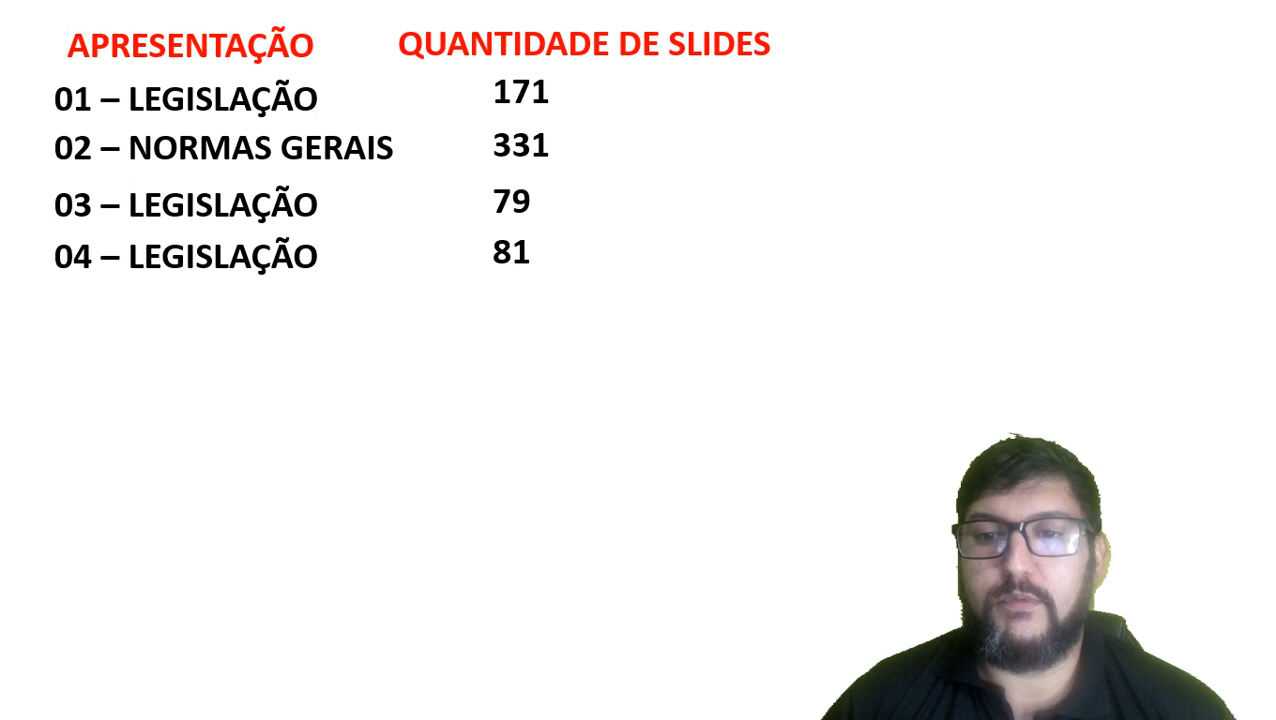 APRESENTAÇÃO QUANTIDADE DE SLIDES
01 – LEGISLAÇÃO 171
02 – NORMAS GERAIS 331
03 – LEGISLAÇÃO 79
04 – LEGISLAÇÃO 81